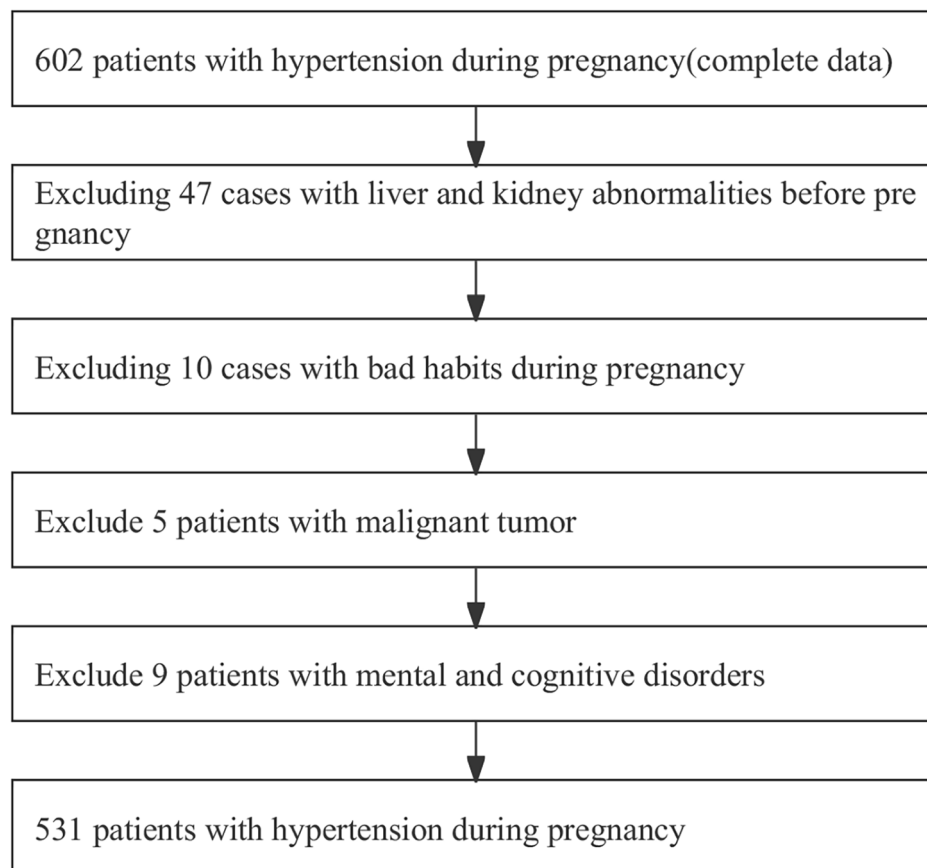 602 patients with hypertension during pregnancy(complete data)
Excluding 47 cases with liver and kidney abnormalities before pre
gnancy
Excluding 10 cases with bad habits during pregnancy
Exclude 5 patients with malignant tumor
Exclude 9 patients with mental and cognitive disorders
531 patients with hypertension during pregnancy